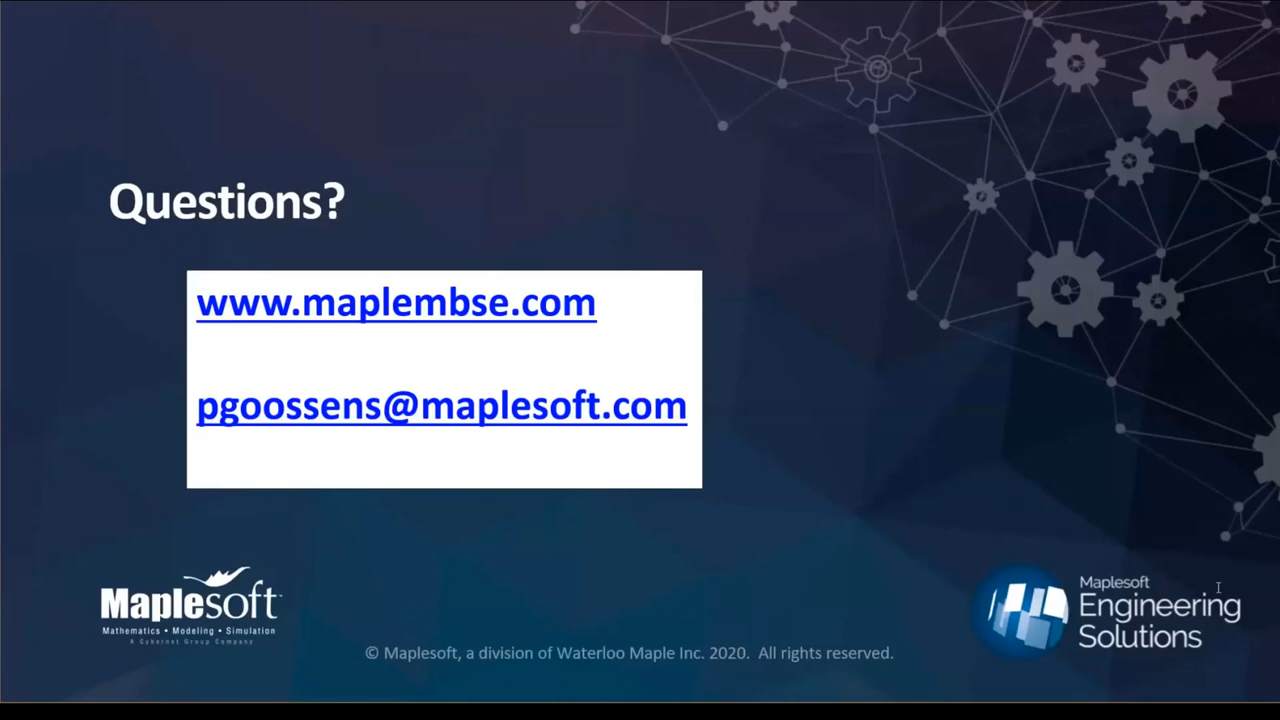 Questions?
www.maplembse.com
pgoossens@maplesoft.com
Maplesoft™
Mathematics • Modeling • Simulation
A Cybernet Group Company
© Maplesoft, a division of Waterloo Maple Inc. 2020. All rights reserved.
Maplesoft
Engineering
Solutions